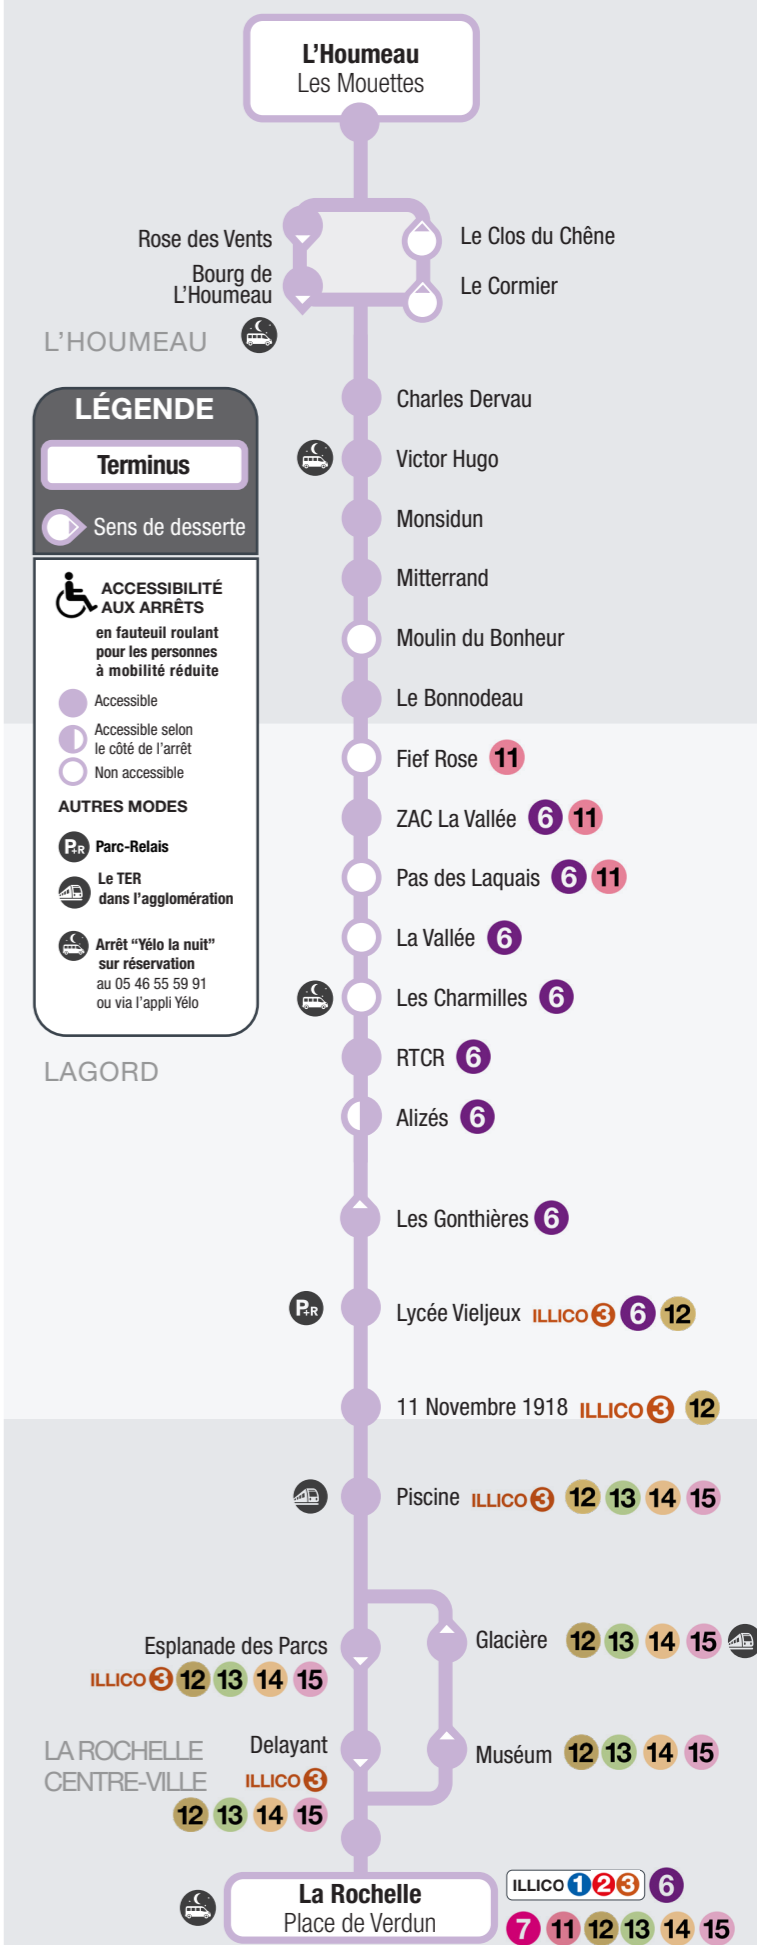 L'Houmeau
Les Mouettes
Rose des Vents
Le Clos du Chêne
Bourg de
L'Houmeau
Le Cormier
L'HOUMEAU
Charles Dervau
Victor Hugo
Monsidun
Mitterrand
Moulin du Bonheur
Le Bonnodeau
Fief Rose 11
ZAC La Vallée 6 11
Pas des Laquais 6 11
La Vallée 6
Les Charmilles 6
RTCR 6
Alizés 6
Les Gonthières 6
P+R Lycée Vieljeux ILLICO 3 6 12
11 Novembre 1918 ILLICO 3 12
Piscine ILLICO 3 12 13 14 15
LÉGENDE
Terminus
Sens de desserte
ACCESSIBILITÉ
AUX ARRÊTS
en fauteuil roulant
pour les personnes
à mobilité réduite
Accessible
Accessible selon
le côté de l'arrêt
Non accessible
AUTRES MODES
P+R Parc-Relais
Le TER
dans l'agglomération
Arrêt “Yélo la nuit”
sur réservation
au 05 46 55 59 91
ou via l'appli Yélo
LAGORD
Esplanade des Parcs
ILLICO 3 12 13 14 15
Glacière 12 13 14 15
Delayant
ILLICO 3
12 13 14 15
Muséum 12 13 14 15
LA ROCHELLE
CENTRE-VILLE
La Rochelle
Place de Verdun
ILLICO 1 2 3 6
7 11 12 13 14 15